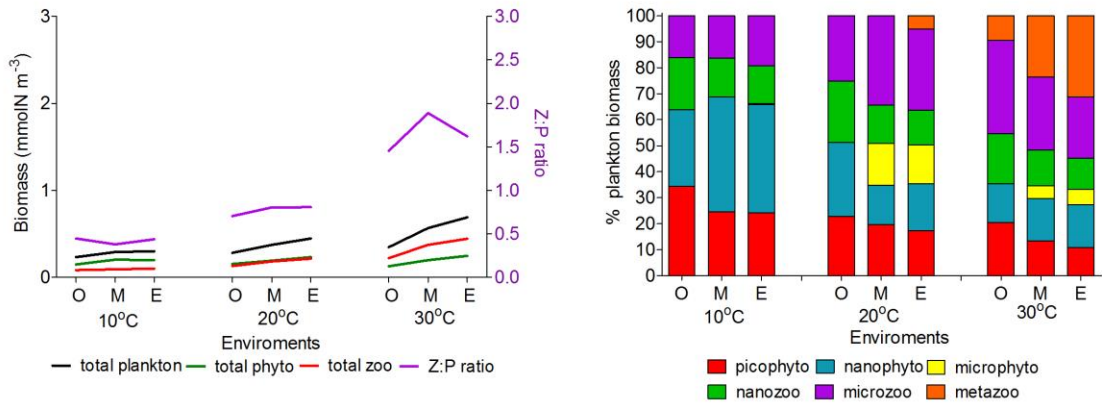 Biomass (mmolN m⁻³)
3
2
1
0
3.0
2.5
2.0
1.5
1.0
0.5
0.0
Z:P ratio
O M E O M E O M E
10°C 20°C 30°C
Enviroments
total plankton total phyto total zoo Z:P ratio
% plankton biomass
100
90
80
70
60
50
40
30
20
10
0
O M E O M E O M E
10°C 20°C 30°C
Enviroments
picophyto nanophyto microphyto
nanozoo microzoo metazoo